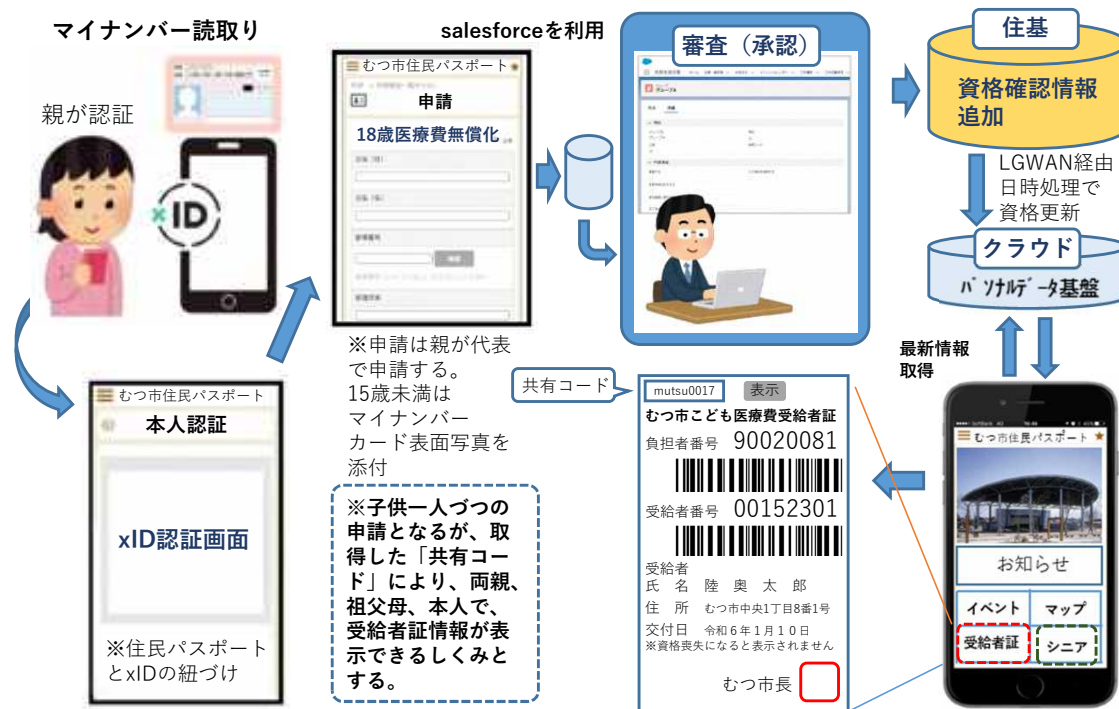 マイナンバー読取り
親が認証
xID
むつ市住民パスポート
本人認証
xID認証画面
※住民パスポート
とxIDの紐づけ
salesforceを利用
むつ市住民パスポート
申請
18歳医療費無償化
※申請は親が代表
で申請する。
15歳未満は
マイナンバー
カード表面写真を
添付
※子供一人づつの
申請となるが、取
得した「共有コー
ド」により、両親、
祖父母、本人で、
受給者証情報が表
示できるしくみと
する。
審査（承認）
住基
資格確認情報
追加
LGWAN経由
日時処理で
資格更新
クラウド
パーソナルデータ基盤
最新情報
取得
共有コード
mutsu0017 表示
むつ市こども医療費受給者証
負担者番号 90020081
受給者番号 00152301
受給者
氏 名 陸 奥 太 郎
住 所 むつ市中央1丁目8番1号
交付日 令和6年1月10日
※資格喪失になると表示されません
むつ市長
むつ市住民パスポート
お知らせ
イベント マップ
受給者証 シニア